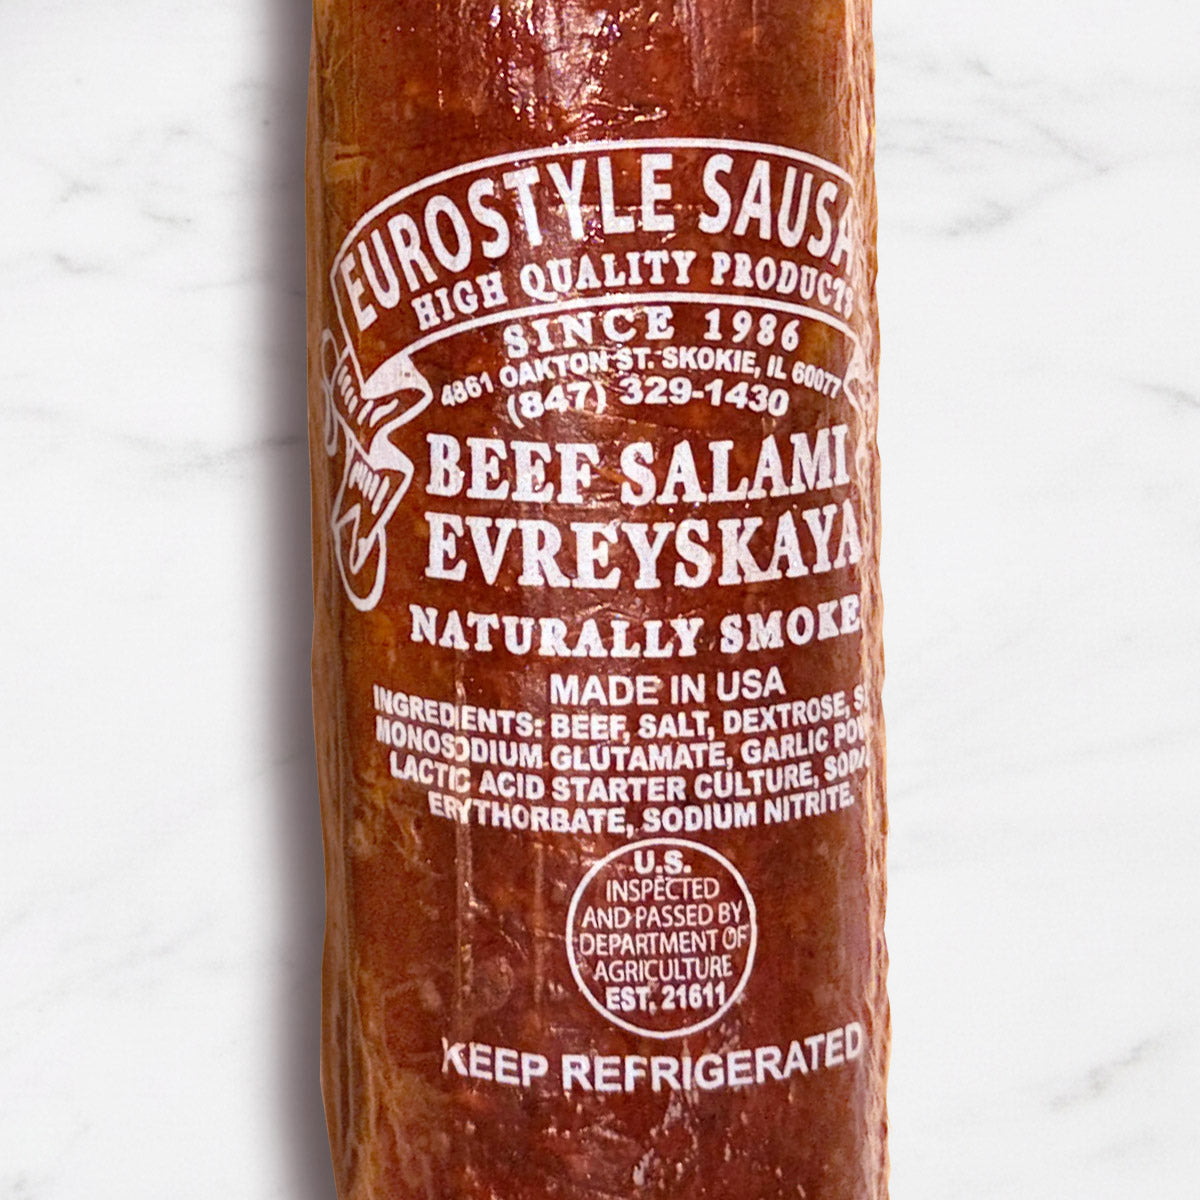 EUROSTYLE SAUSA
HIGH QUALITY PRODUCTS
SINCE 1986
4861 OAKTON ST. SKOKIE, IL 60077
(847) 329-1430
BEEF SALAMI
EVREYSKAYA
NATURALLY SMOKE
MADE IN USA
INGREDIENTS: BEEF, SALT, DEXTROSE,
MONOSODIUM GLUTAMATE, GARLIC
LACTIC ACID STARTER CULTURE,
ERYTHORBATE, SODIUM NITRITE.
U.S.
INSPECTED
AND PASSED BY
DEPARTMENT OF
AGRICULTURE
EST. 21611
KEEP REFRIGERATED